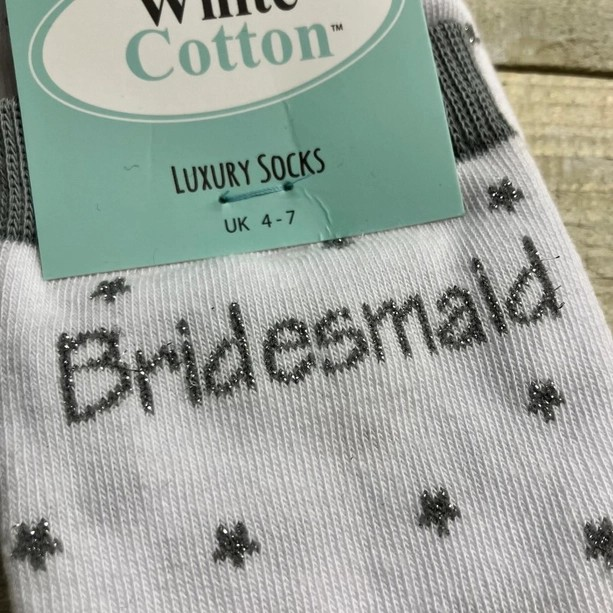 White
Cotton™
LUXURY SOCKS
UK 4-7
Bridesmaid